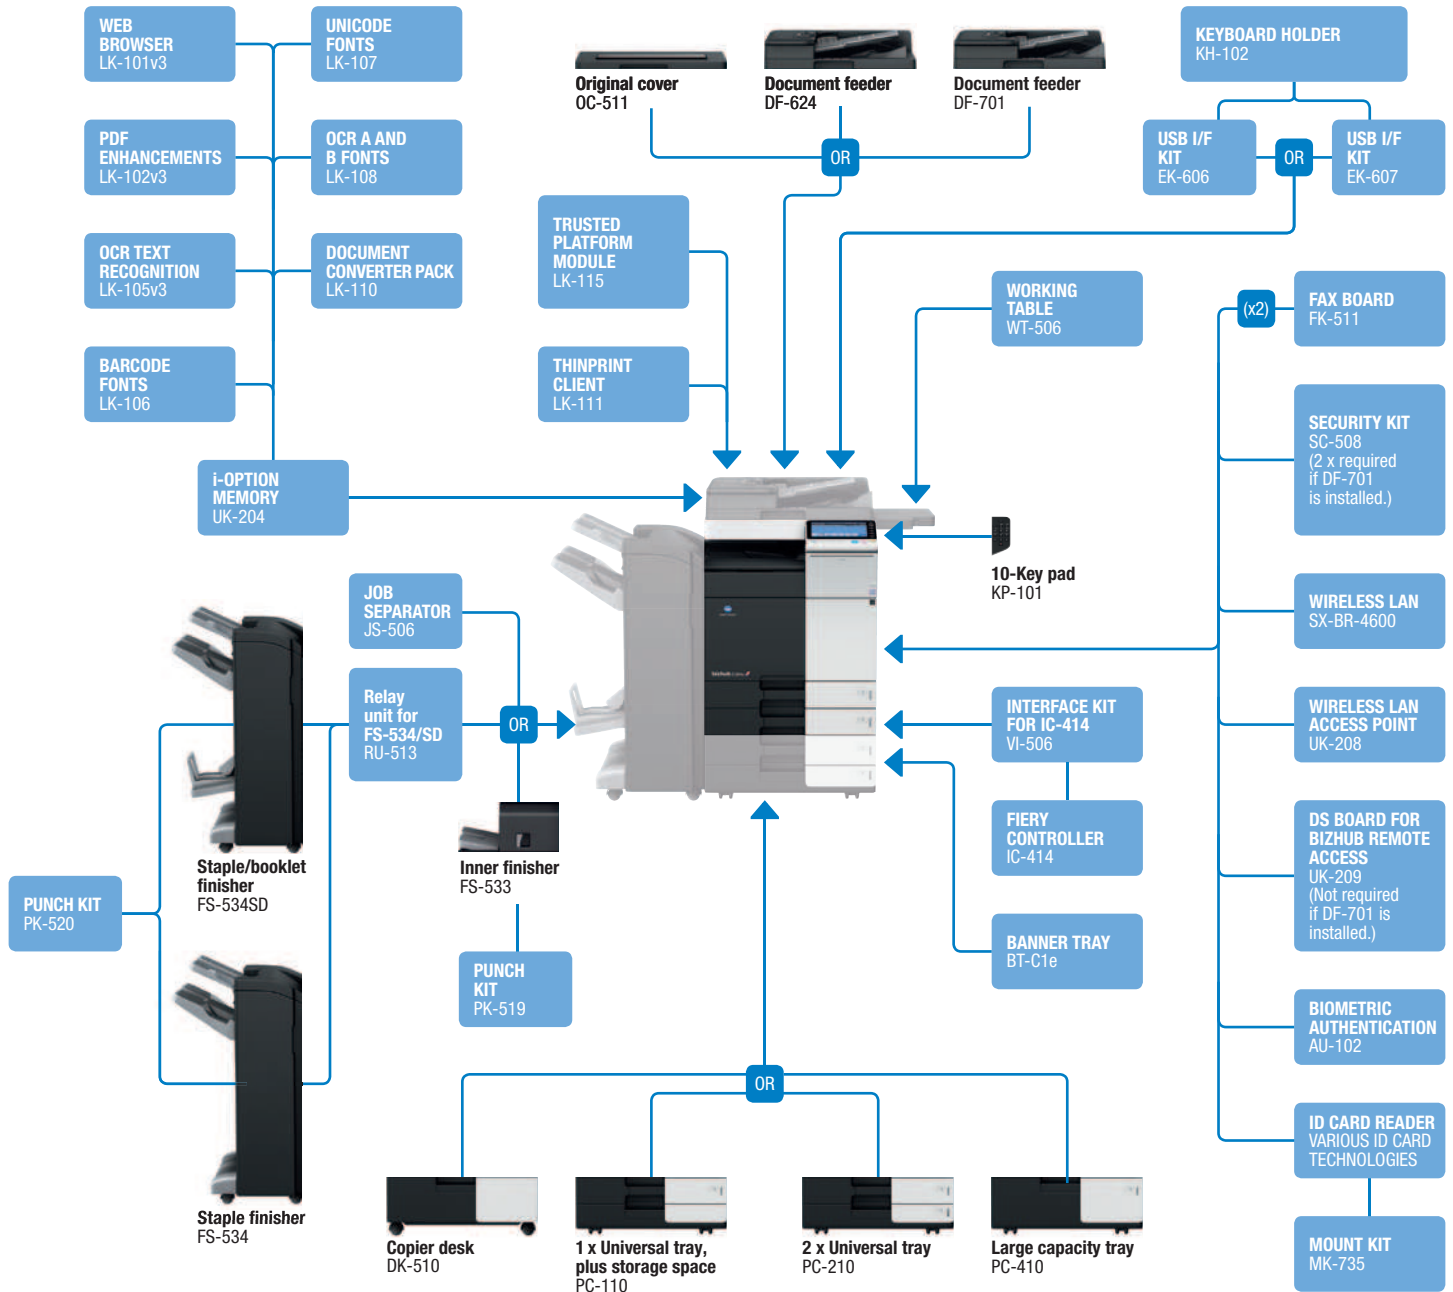 WEB
BROWSER
LK-101v3
UNICODE
FONTS
LK-107
PDF
ENHANCEMENTS
LK-102v3
OCR A AND
B FONTS
LK-108
OCR TEXT
RECOGNITION
LK-105v3
DOCUMENT
CONVERTER PACK
LK-110
BARCODE
FONTS
LK-106
i-OPTION
MEMORY
UK-204
Original cover
OC-511
Document feeder
DF-624
Document feeder
DF-701
OR
TRUSTED
PLATFORM
MODULE
LK-115
THINPRINT
CLIENT
LK-111
KEYBOARD HOLDER
KH-102
USB I/F
KIT
EK-606
OR
USB I/F
KIT
EK-607
WORKING
TABLE
WT-506
10-Key pad
KP-101
(x2)
FAX BOARD
FK-511
SECURITY KIT
SC-508
(2 x required
if DF-701
is installed.)
WIRELESS LAN
SX-BR-4600
WIRELESS LAN
ACCESS POINT
UK-208
DS BOARD FOR
BIZHUB REMOTE
ACCESS
UK-209
(Not required
if DF-701 is
installed.)
BIOMETRIC
AUTHENTICATION
AU-102
ID CARD READER
VARIOUS ID CARD
TECHNOLOGIES
MOUNT KIT
MK-735
JOB
SEPARATOR
JS-506
Relay
unit for
FS-534/SD
RU-513
OR
Inner finisher
FS-533
PUNCH
KIT
PK-519
Staple/booklet
finisher
FS-534SD
PUNCH KIT
PK-520
Staple finisher
FS-534
bizhub
INTERFACE KIT
FOR IC-414
VI-506
FIERY
CONTROLLER
IC-414
BANNER TRAY
BT-C1e
OR
Copier desk
DK-510
1 x Universal tray,
plus storage space
PC-110
2 x Universal tray
PC-210
Large capacity tray
PC-410